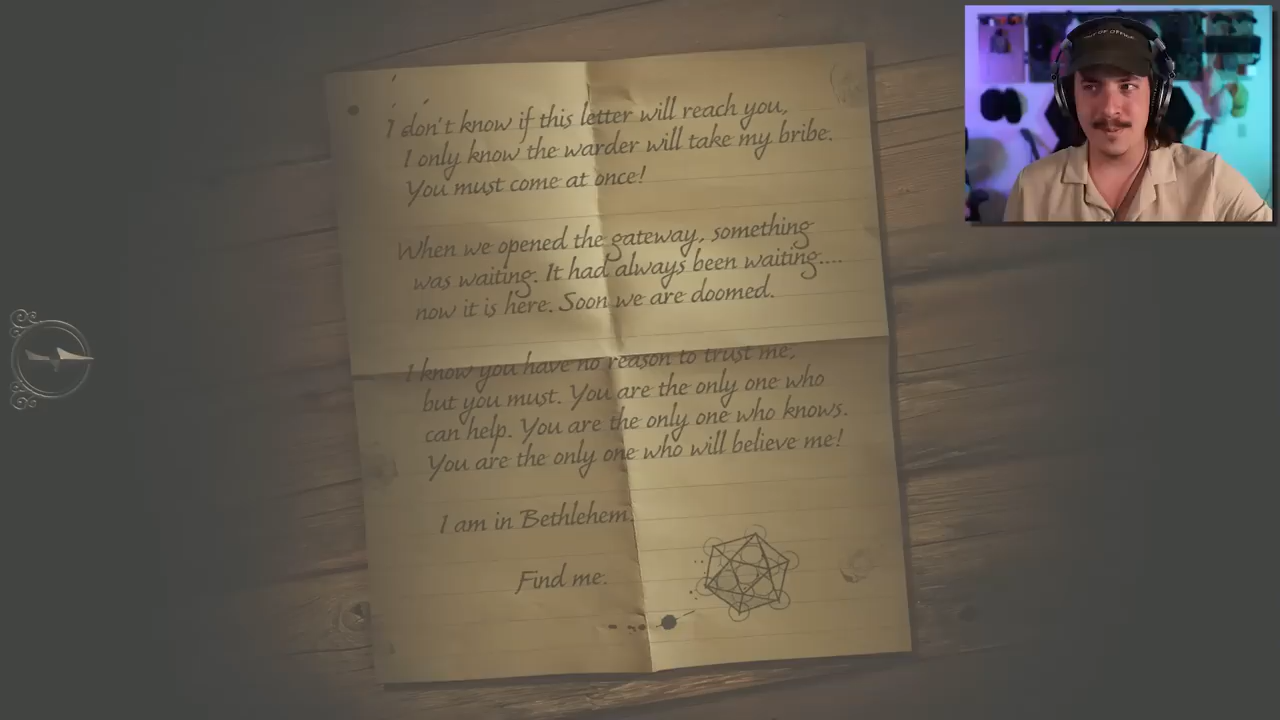 I don't know if this letter will reach you,
I only know the warder will take my bribe.
You must come at once!
When we opened the gateway, something
was waiting. It had always been waiting....
now it is here. Soon we are doomed.
I know you have no reason to trust me,
but you must. You are the only one who
can help. You are the only one who knows.
You are the only one who will believe me!
I am in Bethlehem.
Find me.
OUT OF OFFICE